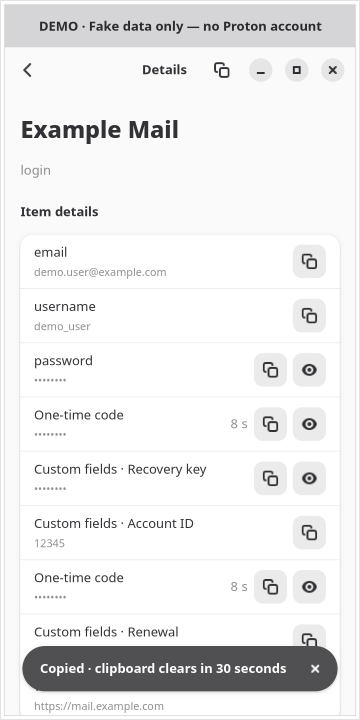 DEMO · Fake data only — no Proton account
Details
Example Mail
login
Item details
email
demo.user@example.com
username
demo_user
password
••••••••
One-time code
••••••••
8 s
Custom fields · Recovery key
••••••••
Custom fields · Account ID
12345
One-time code
••••••••
8 s
Custom fields · Renewal
Copied · clipboard clears in 30 seconds
https://mail.example.com